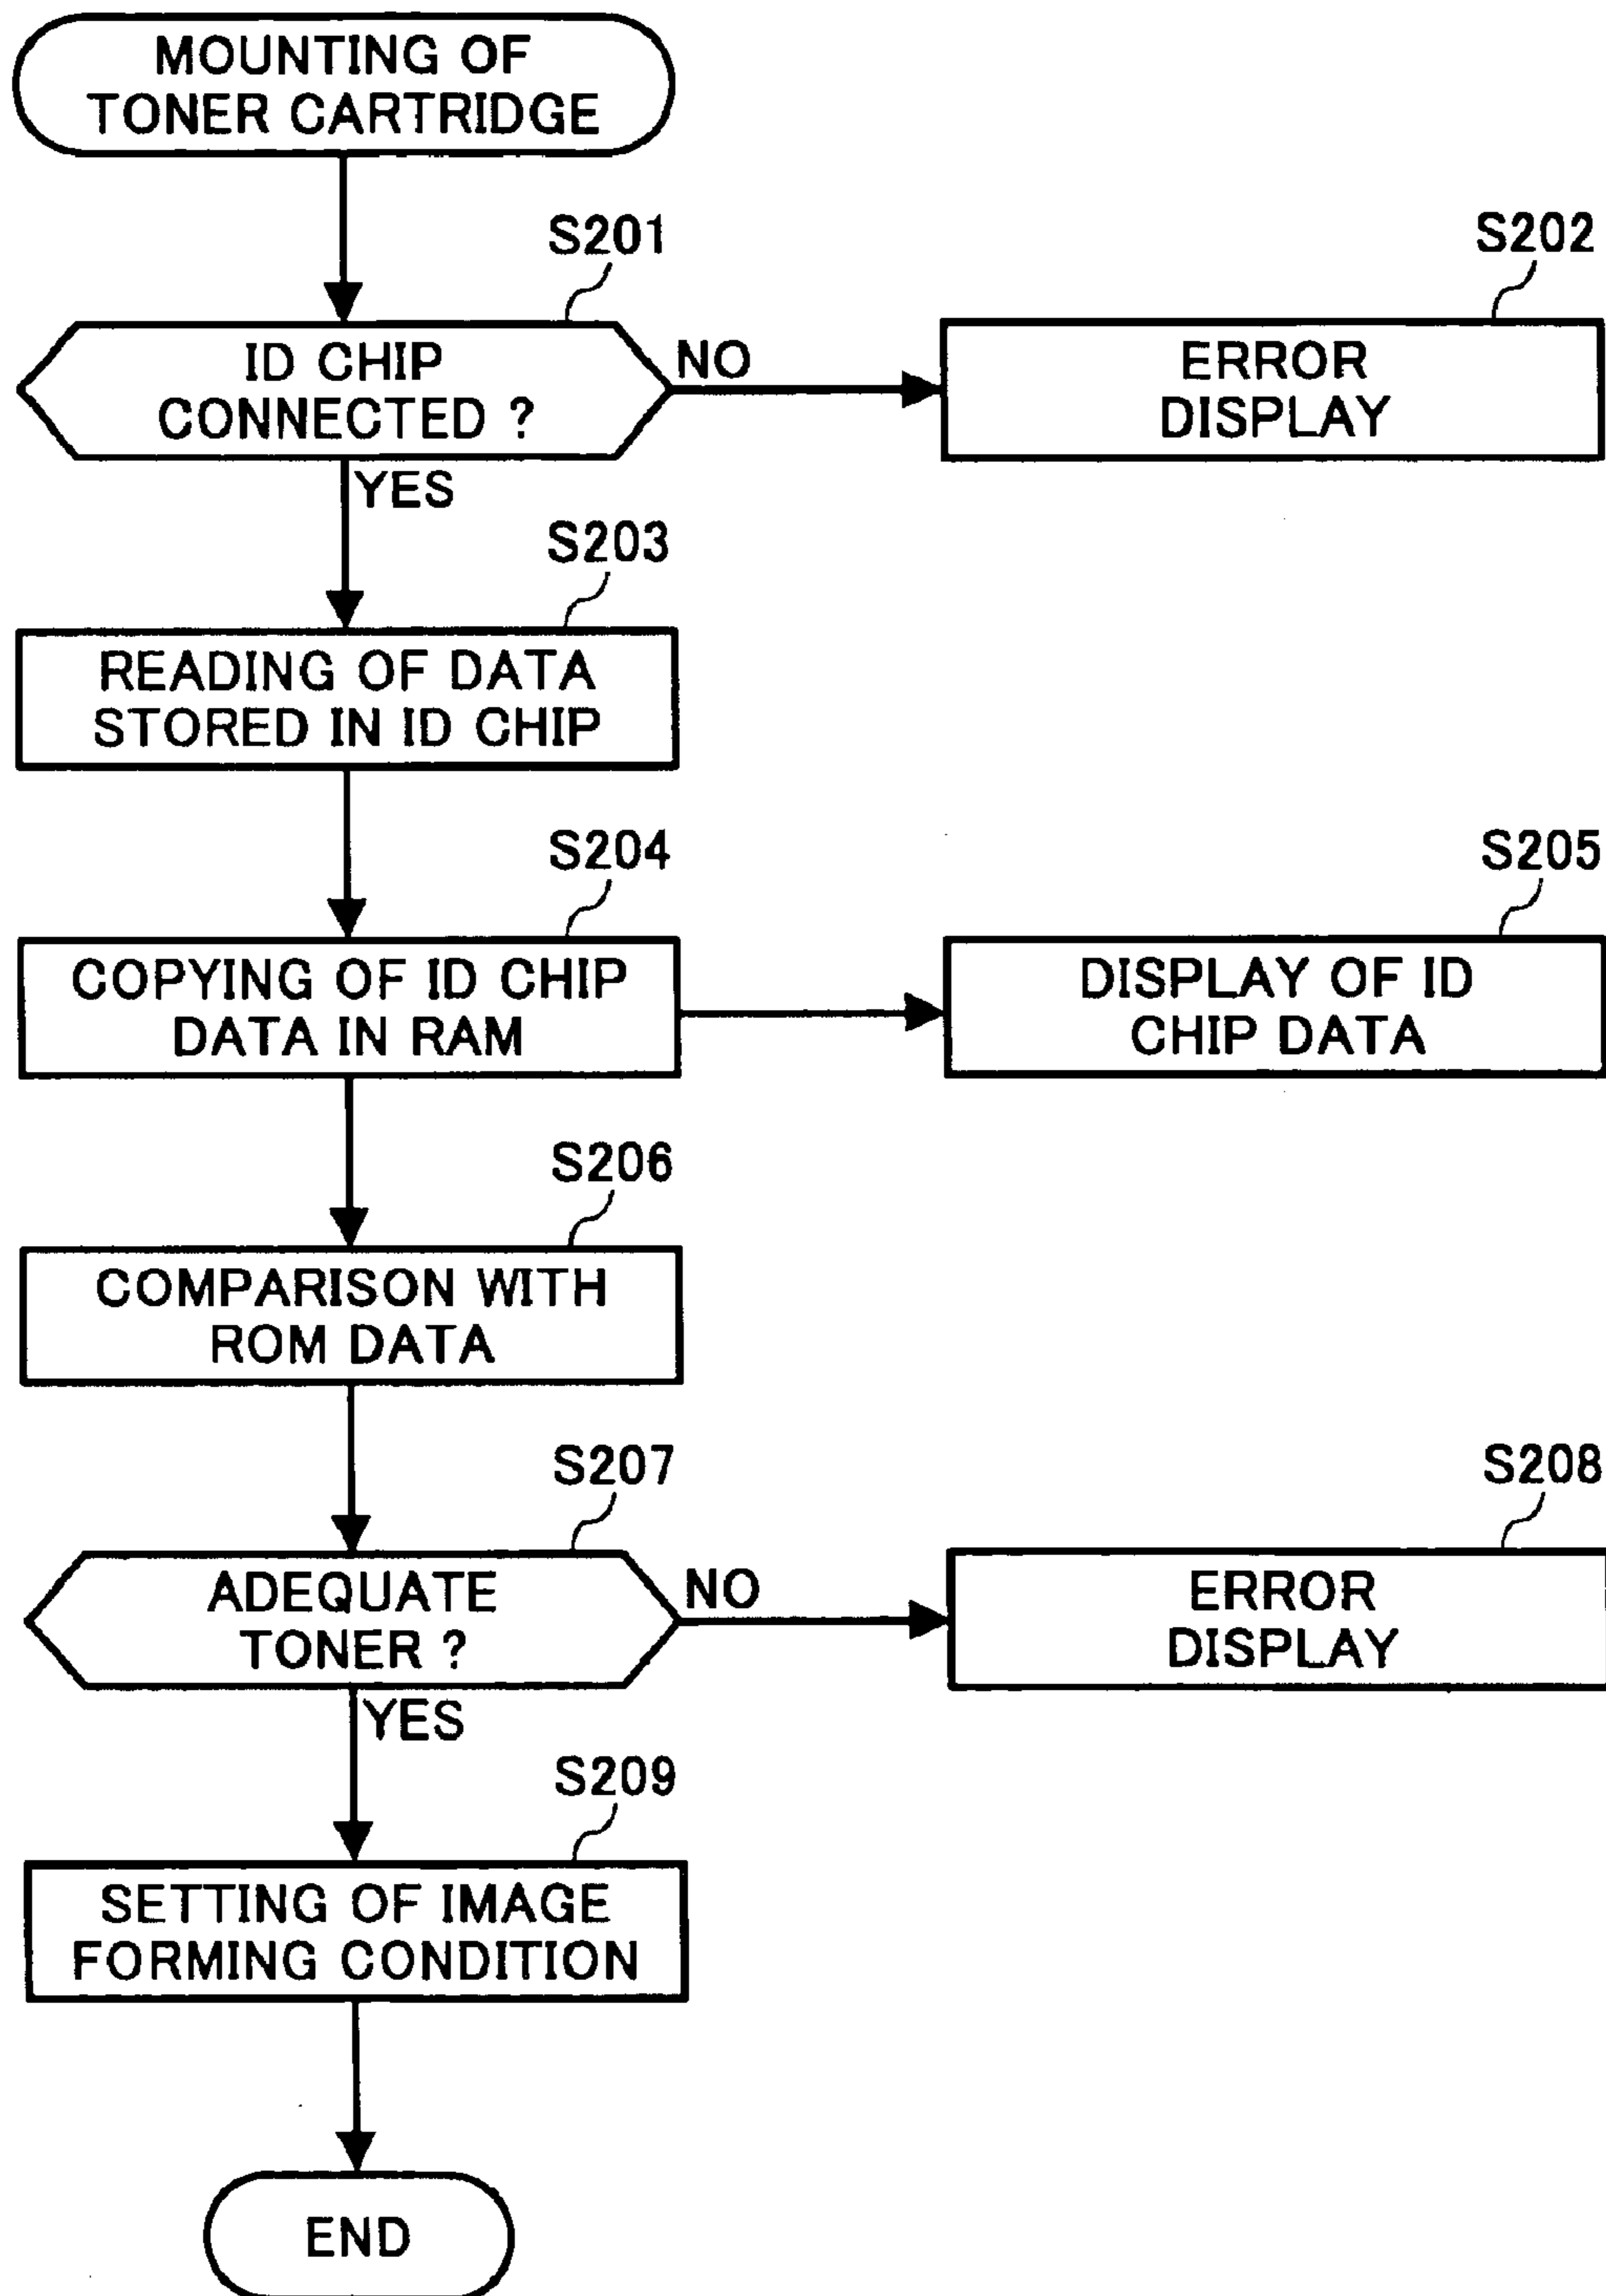 MOUNTING OF
TONER CARTRIDGE
S201
S202
ID CHIP
CONNECTED ?
NO
ERROR
DISPLAY
YES
S203
READING OF DATA
STORED IN ID CHIP
S204
S205
COPYING OF ID CHIP
DATA IN RAM
DISPLAY OF ID
CHIP DATA
S206
COMPARISON WITH
ROM DATA
S207
S208
ADEQUATE
TONER ?
NO
ERROR
DISPLAY
YES
S209
SETTING OF IMAGE
FORMING CONDITION
END